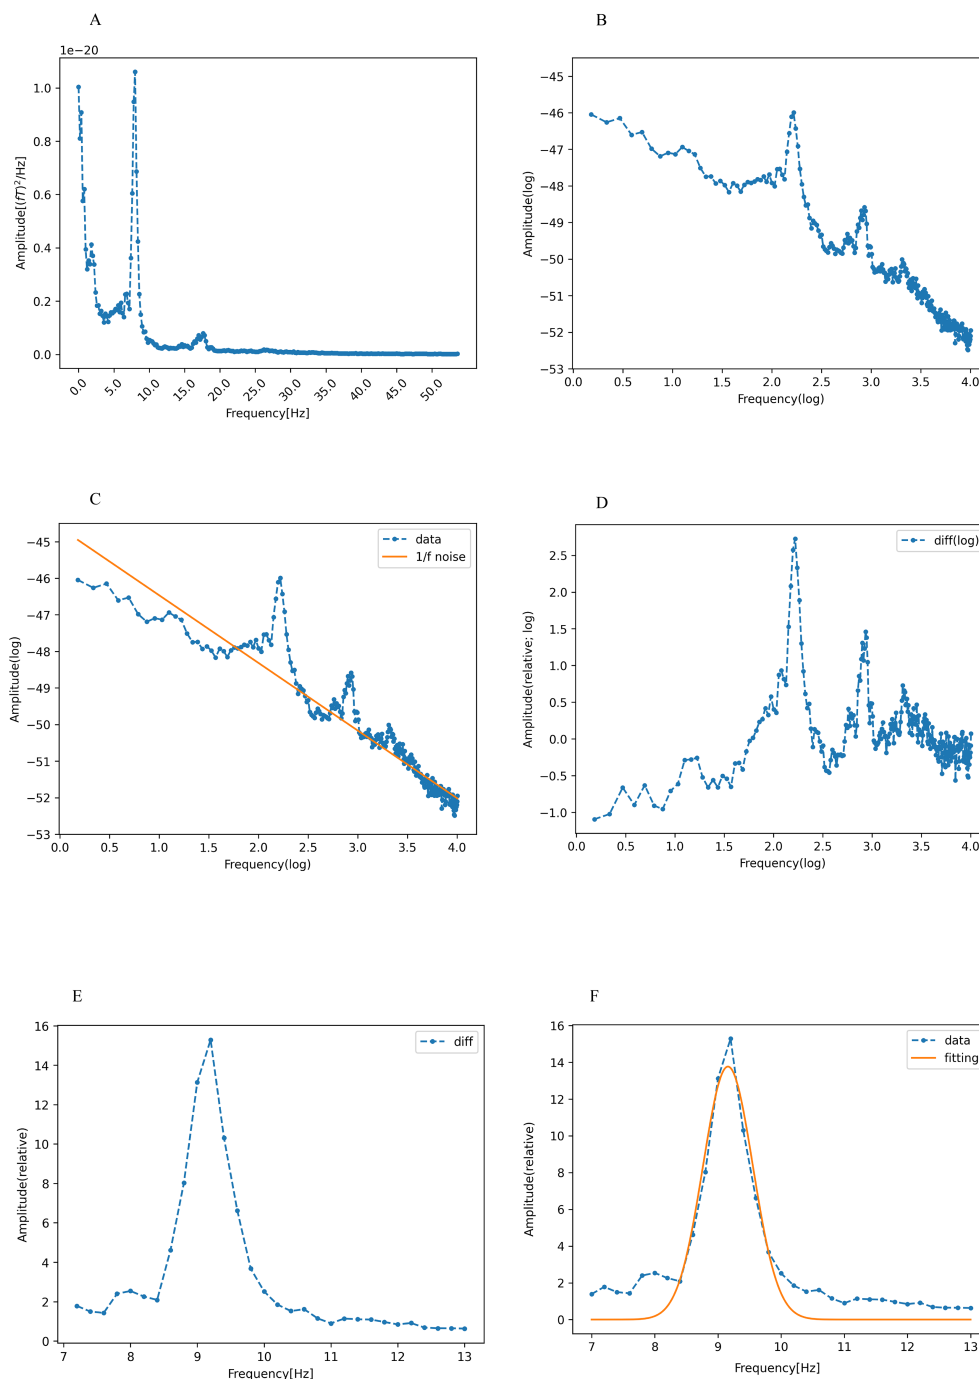 A
1e−20
1.0
0.8
0.6
0.4
0.2
0.0
Amplitude[(fT)²/Hz]
0.0 5.0 10.0 15.0 20.0 25.0 30.0 35.0 40.0 45.0 50.0
Frequency[Hz]
B
−45
−46
−47
−48
−49
−50
−51
−52
−53
Amplitude(log)
0.0 0.5 1.0 1.5 2.0 2.5 3.0 3.5 4.0
Frequency(log)
C
data
1/f noise
−45
−46
−47
−48
−49
−50
−51
−52
−53
Amplitude(log)
0.0 0.5 1.0 1.5 2.0 2.5 3.0 3.5 4.0
Frequency(log)
D
diff(log)
2.5
2.0
1.5
1.0
0.5
0.0
−0.5
−1.0
Amplitude(relative; log)
0.0 0.5 1.0 1.5 2.0 2.5 3.0 3.5 4.0
Frequency(log)
E
diff
16
14
12
10
8
6
4
2
0
Amplitude(relative)
7 8 9 10 11 12 13
Frequency[Hz]
F
data
fitting
16
14
12
10
8
6
4
2
0
Amplitude(relative)
7 8 9 10 11 12 13
Frequency[Hz]